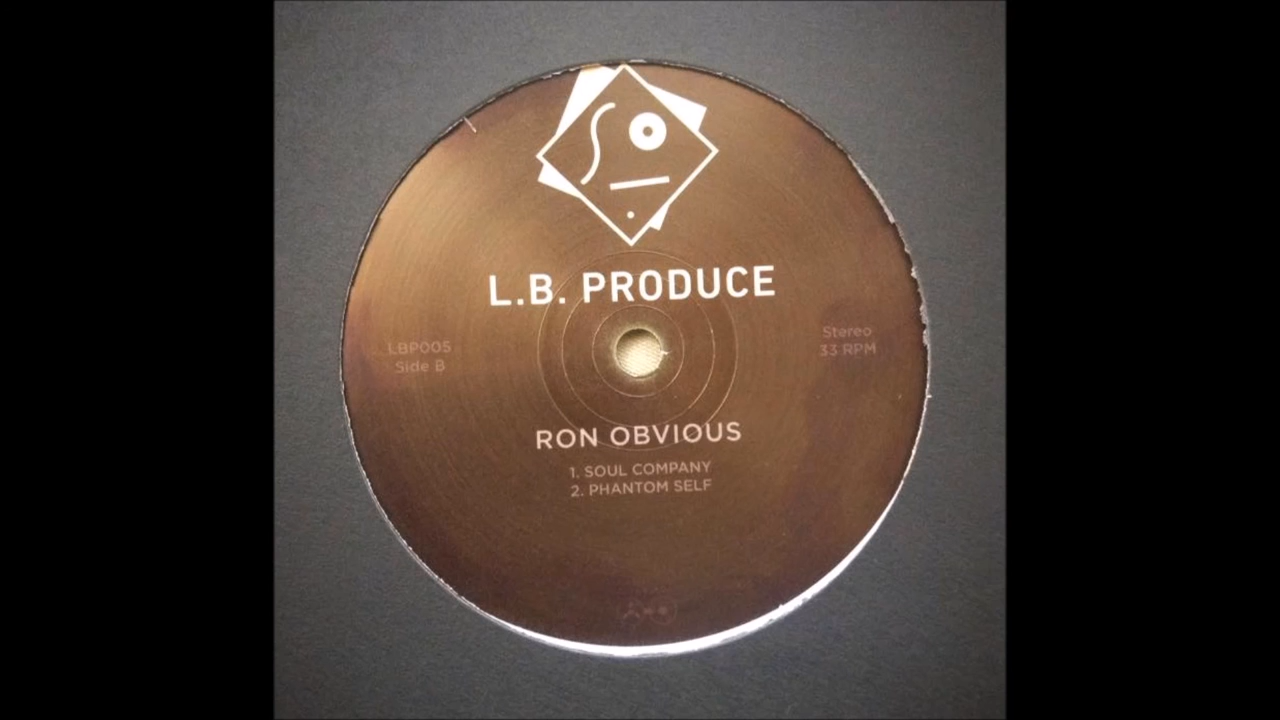 L.B. PRODUCE
LBP005
Side B
Stereo
33 RPM
RON OBVIOUS
1. SOUL COMPANY
2. PHANTOM SELF